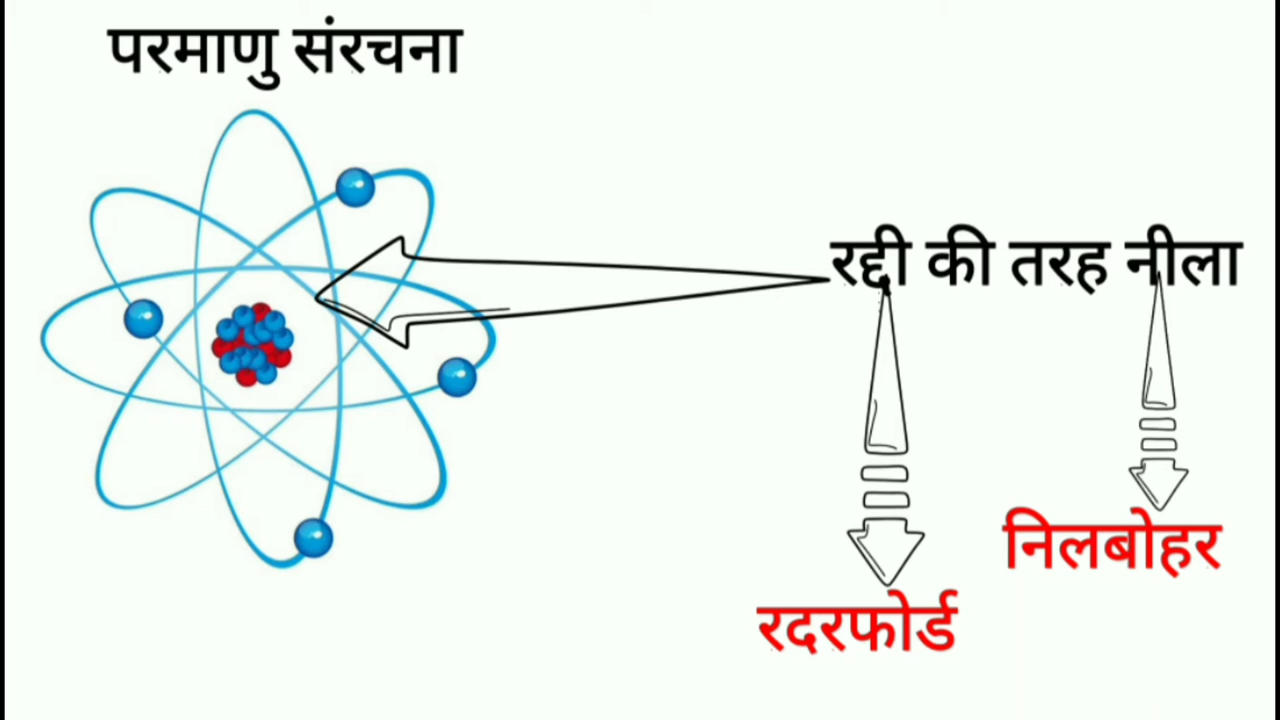 परमाणु संरचना
रद्दी की तरह नीला
निलबोहर
रदरफोर्ड